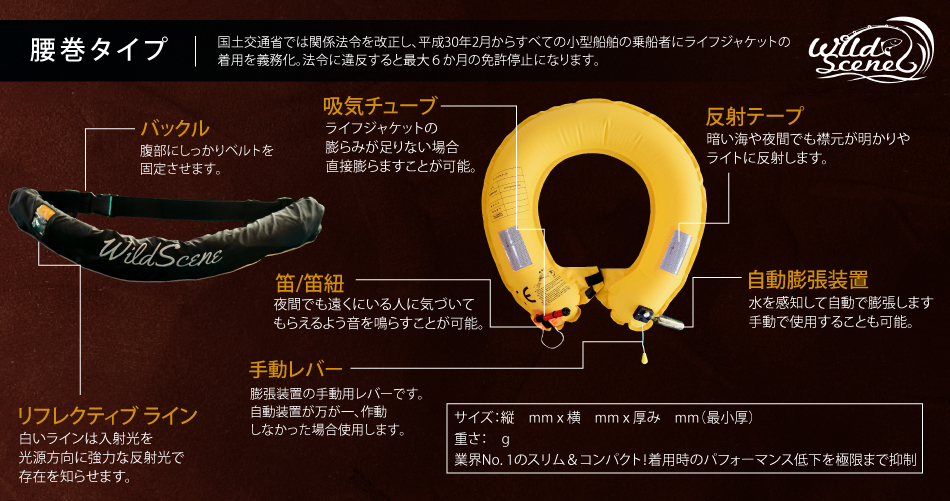 腰巻タイプ
国土交通省では関係法令を改正し、平成30年2月からすべての小型船舶の乗船者にライフジャケットの
着用を義務化。法令に違反すると最大６か月の免許停止になります。
Wild
Scene
バックル
腹部にしっかりベルトを
固定させます。
吸気チューブ
ライフジャケットの
膨らみが足りない場合
直接膨らますことが可能。
反射テープ
暗い海や夜間でも襟元が明かりや
ライトに反射します。
WildScene
笛/笛紐
夜間でも遠くにいる人に気づいて
もらえるよう音を鳴らすことが可能。
自動膨張装置
水を感知して自動で膨張します
手動で使用することも可能。
手動レバー
膨張装置の手動用レバーです。
自動装置が万が一、作動
しなかった場合使用します。
リフレクティブ ライン
白いラインは入射光を
光源方向に強力な反射光で
存在を知らせます。
サイズ：縦　mm x 横　mm x 厚み　mm（最小厚）
重さ：　g
業界No. 1のスリム＆コンパクト！着用時のパフォーマンス低下を極限まで抑制